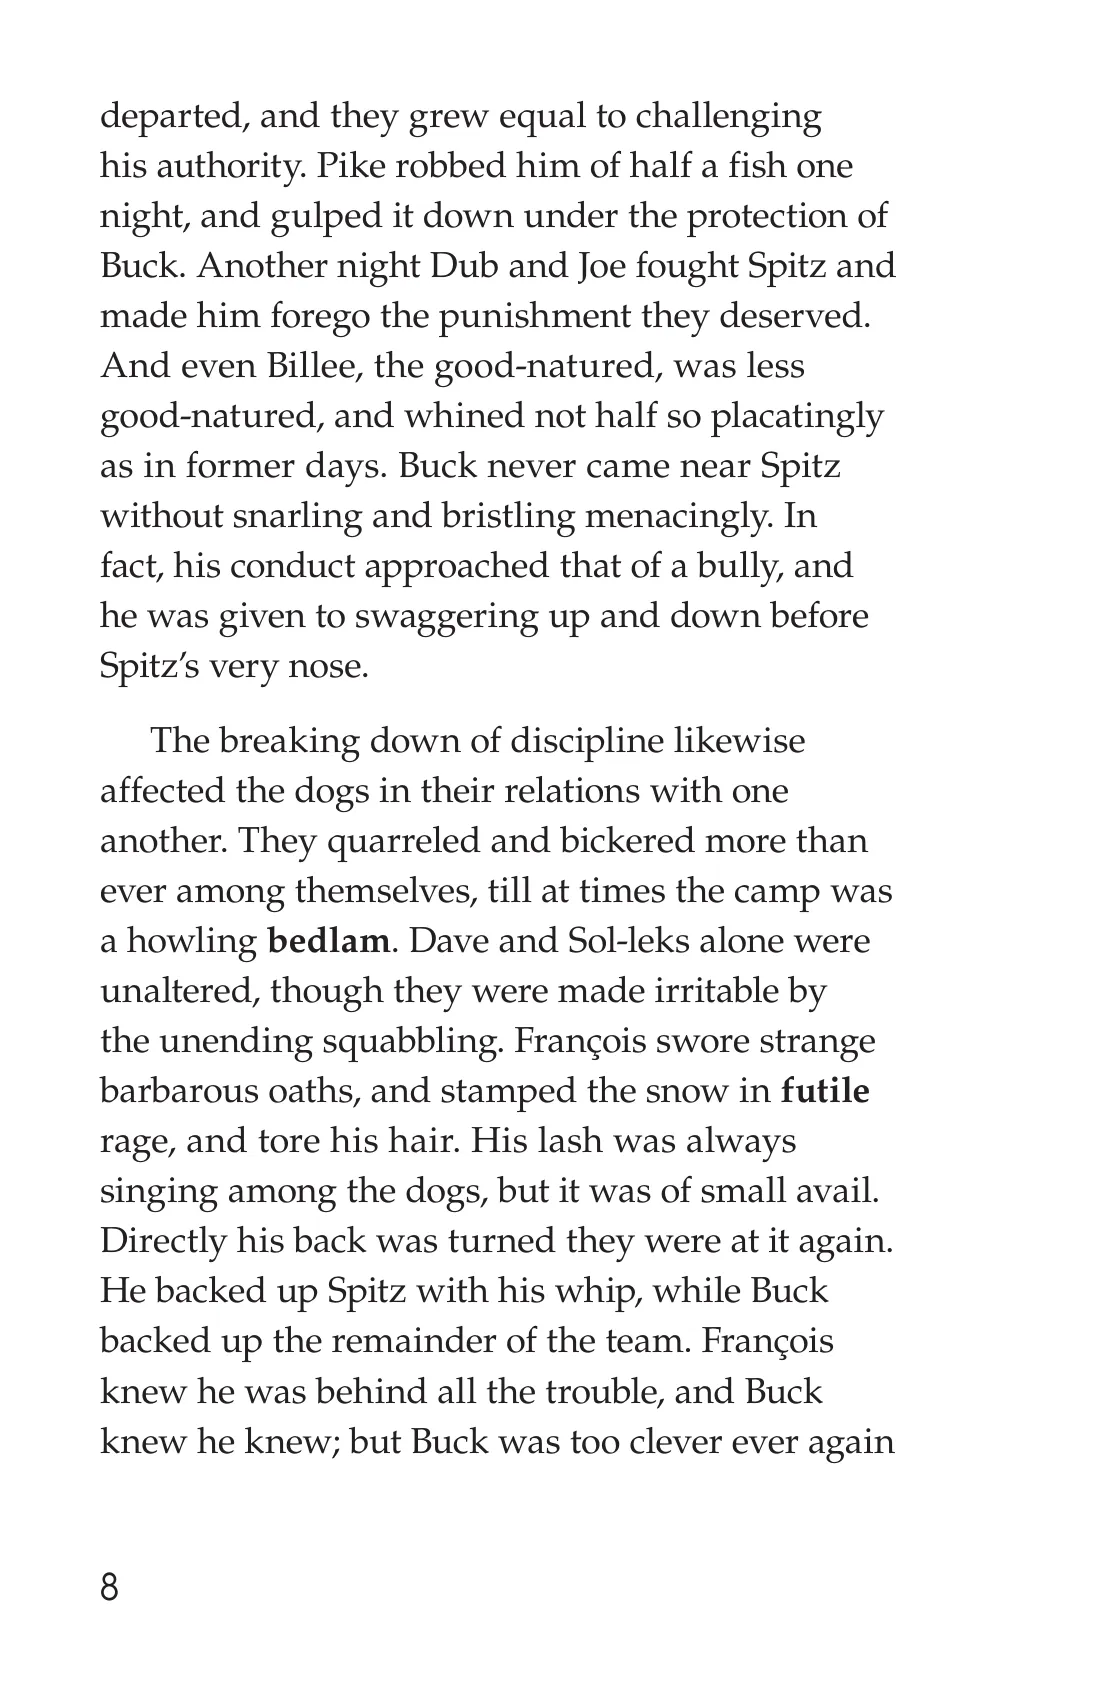 departed, and they grew equal to challenging
his authority. Pike robbed him of half a fish one
night, and gulped it down under the protection of
Buck. Another night Dub and Joe fought Spitz and
made him forego the punishment they deserved.
And even Billee, the good-natured, was less
good-natured, and whined not half so placatingly
as in former days. Buck never came near Spitz
without snarling and bristling menacingly. In
fact, his conduct approached that of a bully, and
he was given to swaggering up and down before
Spitz’s very nose.
The breaking down of discipline likewise
affected the dogs in their relations with one
another. They quarreled and bickered more than
ever among themselves, till at times the camp was
a howling bedlam. Dave and Sol-leks alone were
unaltered, though they were made irritable by
the unending squabbling. François swore strange
barbarous oaths, and stamped the snow in futile
rage, and tore his hair. His lash was always
singing among the dogs, but it was of small avail.
Directly his back was turned they were at it again.
He backed up Spitz with his whip, while Buck
backed up the remainder of the team. François
knew he was behind all the trouble, and Buck
knew he knew; but Buck was too clever ever again
8